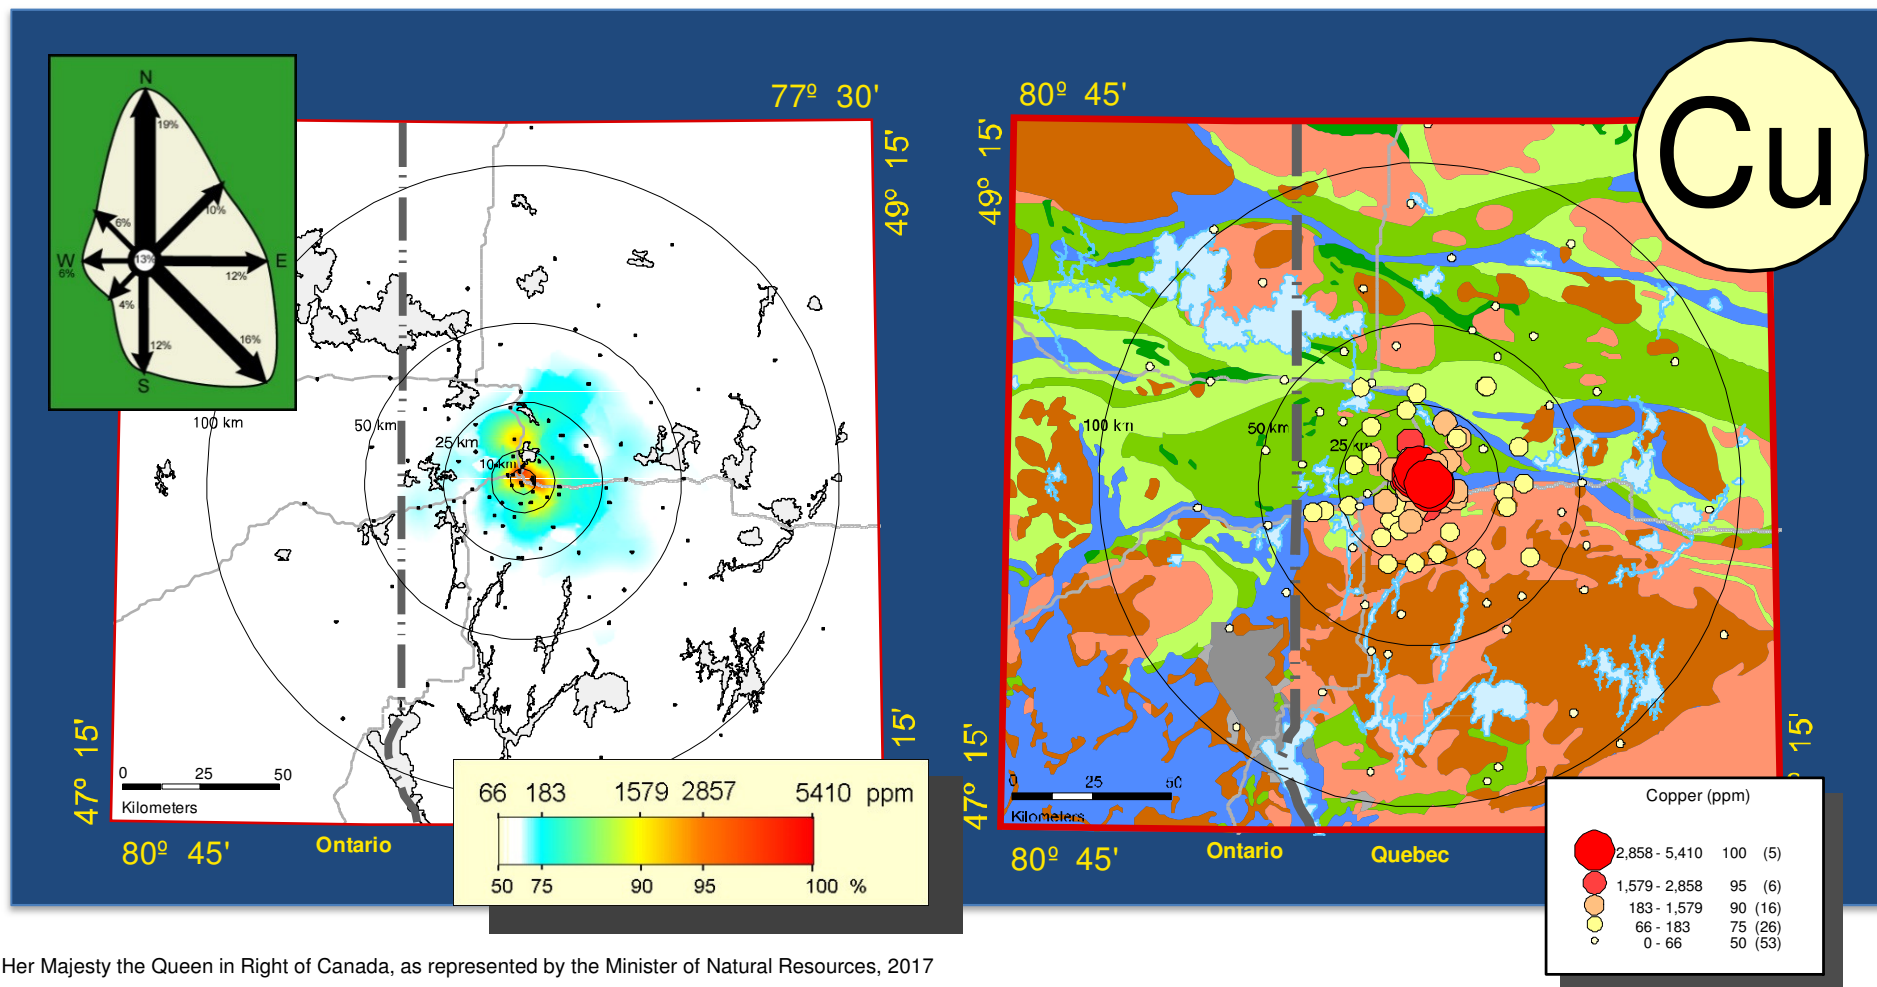 N
19%
10%
6%
W
6%
13%
E
12%
4%
16%
12%
S
77º 30'
49º 15'
100 km
50 km
25 km
10 km
47º 15'
15'
0 25 50
Kilometers
80º 45'
Ontario
66 183 1579 2857 5410 ppm
50 75 90 95 100 %
80º 45'
49º 15'
Cu
100 km
50 km
25 km
47º 15'
15'
0 25 50
Kilometers
80º 45'
Ontario
Quebec
Copper (ppm)
2,858 - 5,410 100 (5)
1,579 - 2,858 95 (6)
183 - 1,579 90 (16)
66 - 183 75 (26)
0 - 66 50 (53)
Her Majesty the Queen in Right of Canada, as represented by the Minister of Natural Resources, 2017